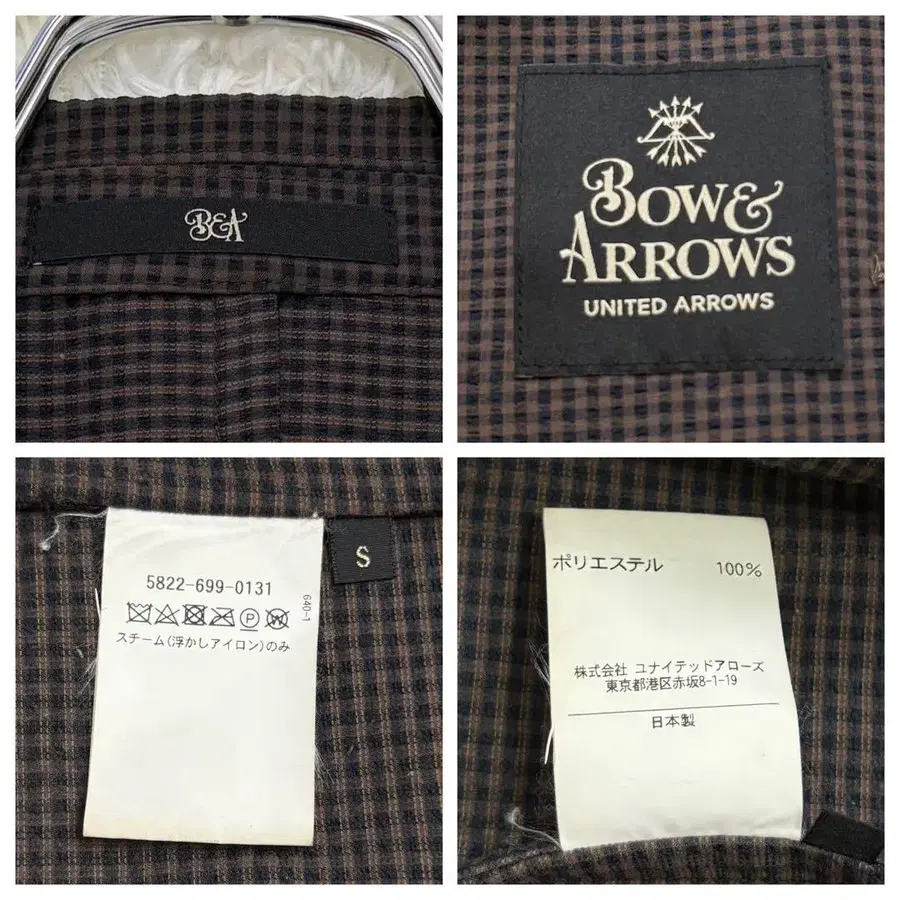 B&A
BOW &
ARROWS
UNITED ARROWS
5822-699-0131
640-1
スチーム(浮かしアイロン)のみ
S
ポリエステル 100%
株式会社 ユナイテッドアローズ
東京都港区赤坂8-1-19
日本製